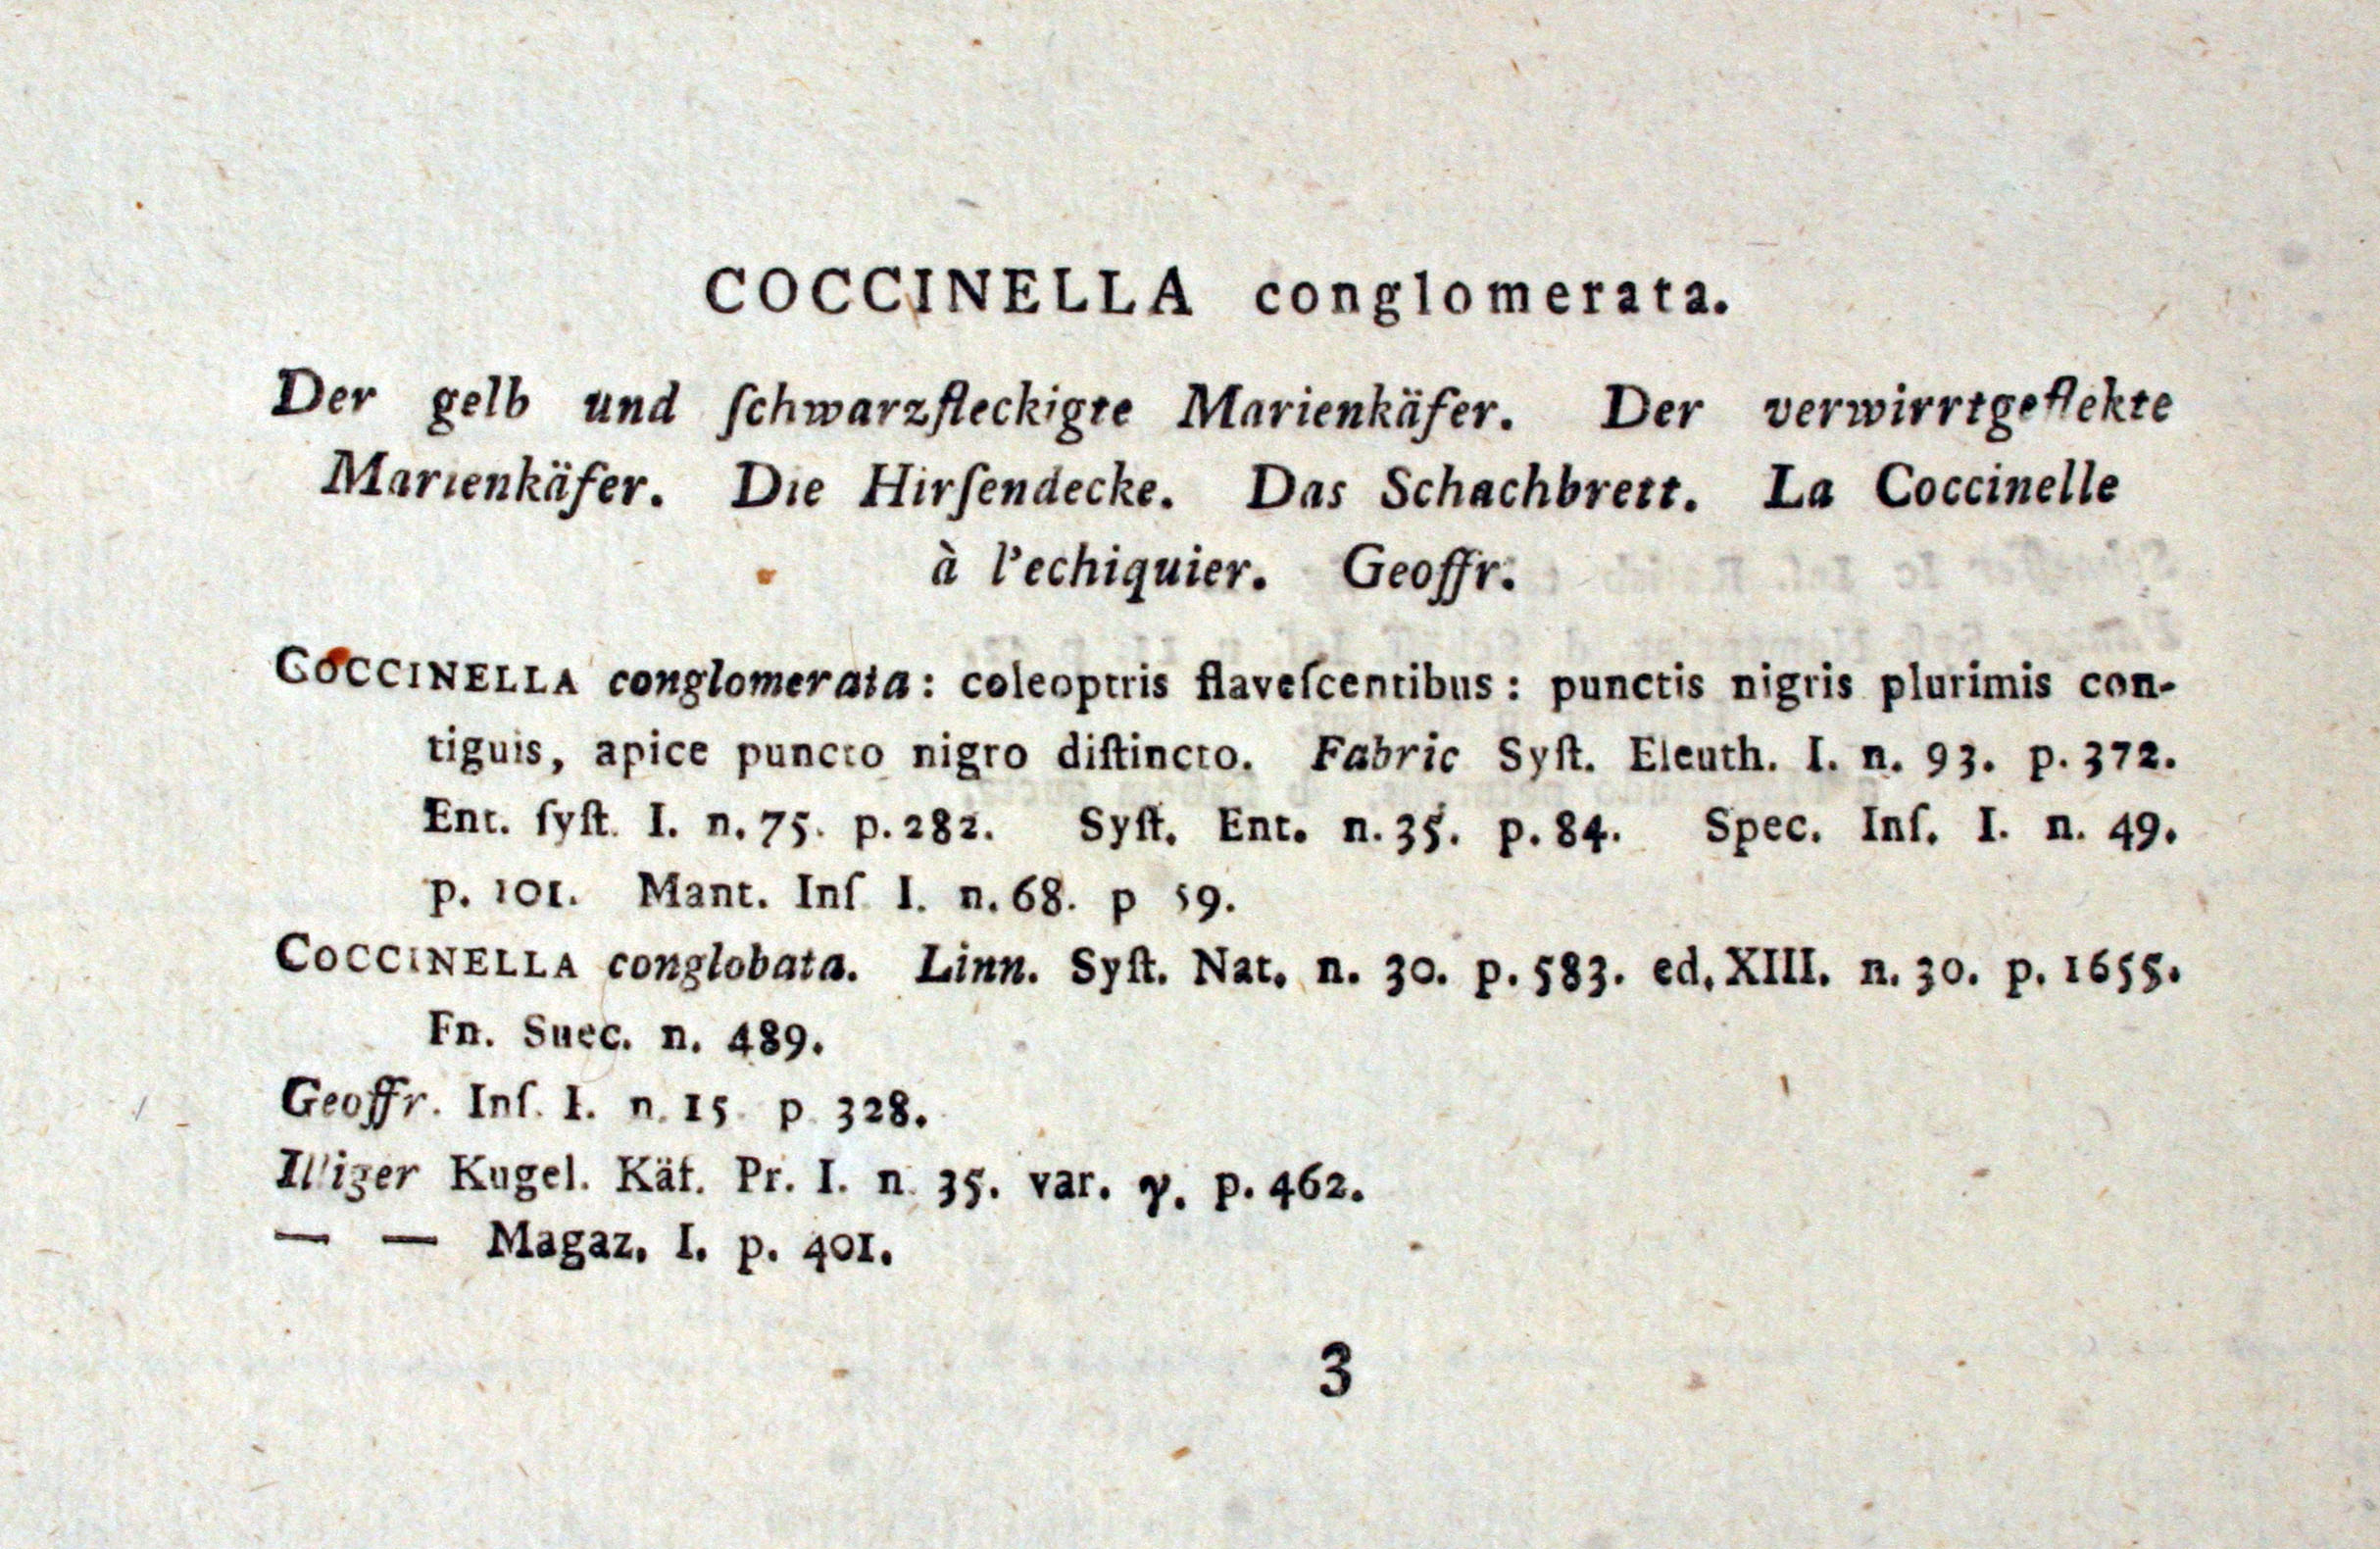 COCCINELLA conglomerata.
Der gelb und ſchwarzfleckigte Marienkäfer. Der verwirrtgeflekte
Marienkäfer. Die Hirſendecke. Das Schachbrett. La Coccinelle
à l'echiquier. Geoffr.
COCCINELLA conglomerata: coleoptris flaveſcentibus: punctis nigris plurimis con-
tiguis, apice puncto nigro diſtincto. Fabric Syſt. Eleuth. I. n. 93. p. 372.
Ent. ſyſt. I. n. 75. p. 282. Syſt. Ent. n. 35. p. 84. Spec. Inſ. I. n. 49.
p. 101. Mant. Inſ I. n. 68. p 59.
COCCINELLA conglobata. Linn. Syſt. Nat. n. 30. p. 583. ed. XIII. n. 30. p. 1655.
Fn. Suec. n. 489.
Geoffr. Inſ. I. n. 15 p 328.
Illiger Kugel. Käf. Pr. I. n. 35. var. γ. p. 462.
— — Magaz. I. p. 401.
3